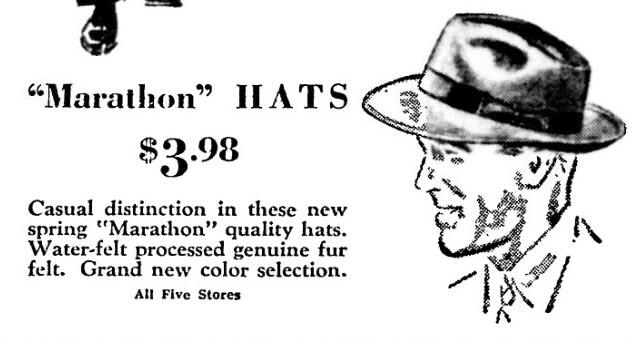 "Marathon" HATS
$3.98
Casual distinction in these new
spring "Marathon" quality hats.
Water-felt processed genuine fur
felt. Grand new color selection.
All Five Stores